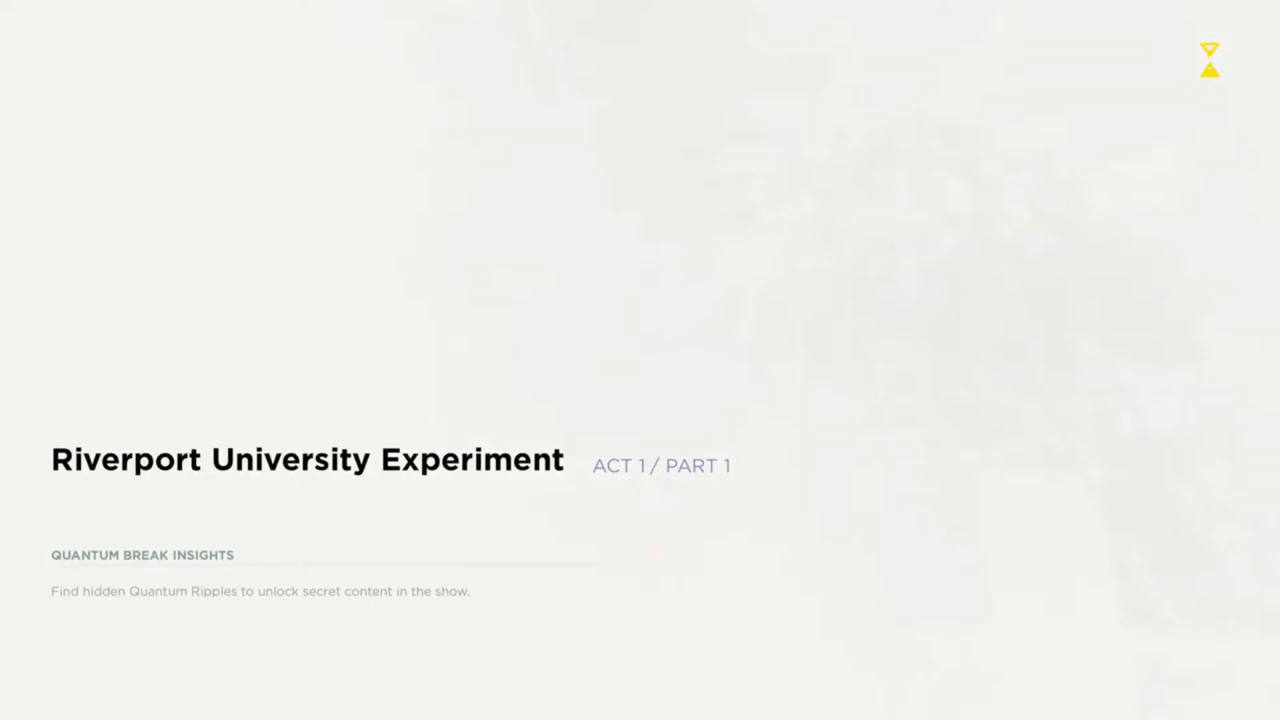 Riverport University Experiment ACT 1 / PART 1
QUANTUM BREAK INSIGHTS
Find hidden Quantum Ripples to unlock secret content in the show.